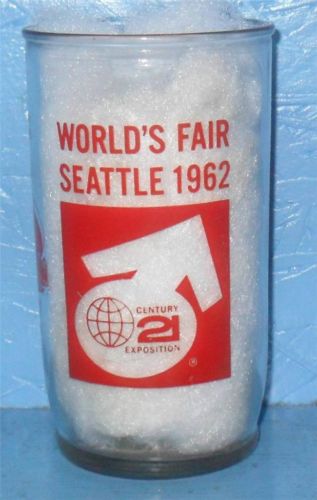 WORLD'S FAIR
SEATTLE 1962
CENTURY
21
EXPOSITION
®